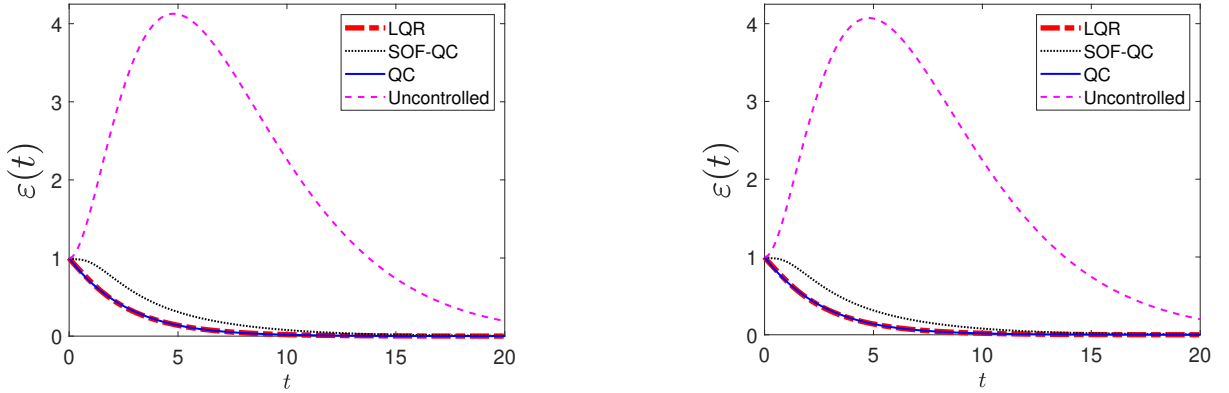 LQR
SOF-QC
QC
Uncontrolled
4
3
2
1
0
ε(t)
0 5 10 15 20
t
LQR
SOF-QC
QC
Uncontrolled
4
3
2
1
0
ε(t)
0 5 10 15 20
t